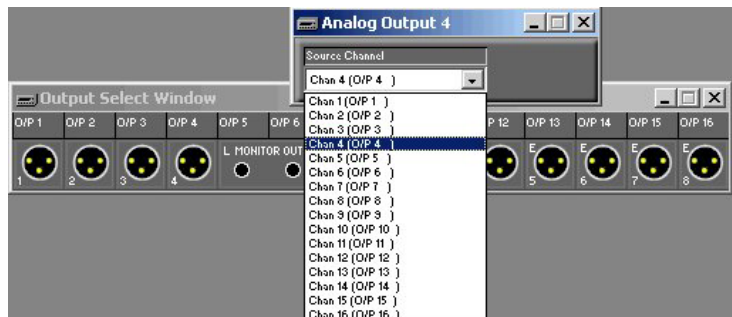 Analog Output 4
Source Channel
Chan 4 (O/P 4 )
Output Select Window
O/P 1 O/P 2 O/P 3 O/P 4 O/P 5 O/P 6 P 12 O/P 13 O/P 14 O/P 15 O/P 16
L MONITOR OUT
E E E E
1 2 3 4 5 6 7 8
Chan 1 (O/P 1 )
Chan 2 (O/P 2 )
Chan 3 (O/P 3 )
Chan 4 (O/P 4 )
Chan 5 (O/P 5 )
Chan 6 (O/P 6 )
Chan 7 (O/P 7 )
Chan 8 (O/P 8 )
Chan 9 (O/P 9 )
Chan 10 (O/P 10 )
Chan 11 (O/P 11 )
Chan 12 (O/P 12 )
Chan 13 (O/P 13 )
Chan 14 (O/P 14 )
Chan 15 (O/P 15 )
Chan 16 (O/P 16 )